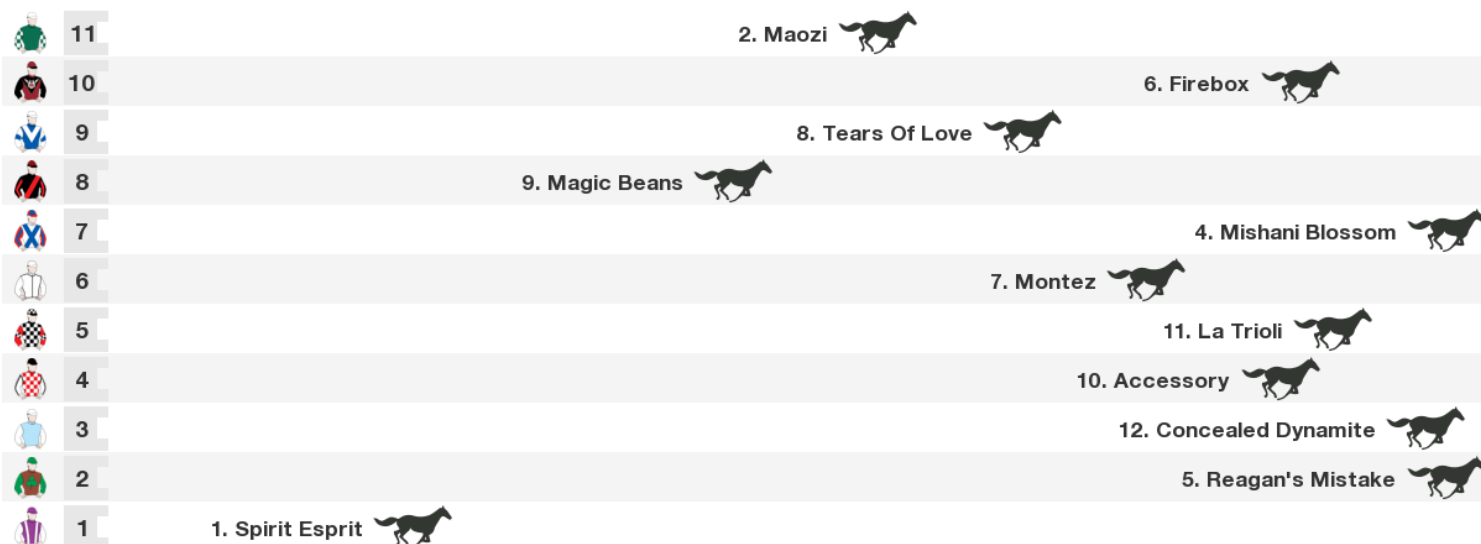 11 2. Maozi
10 6. Firebox
9 8. Tears Of Love
8 9. Magic Beans
7 4. Mishani Blossom
6 7. Montez
5 11. La Trioli
4 10. Accessory
3 12. Concealed Dynamite
2 5. Reagan's Mistake
1 1. Spirit Esprit